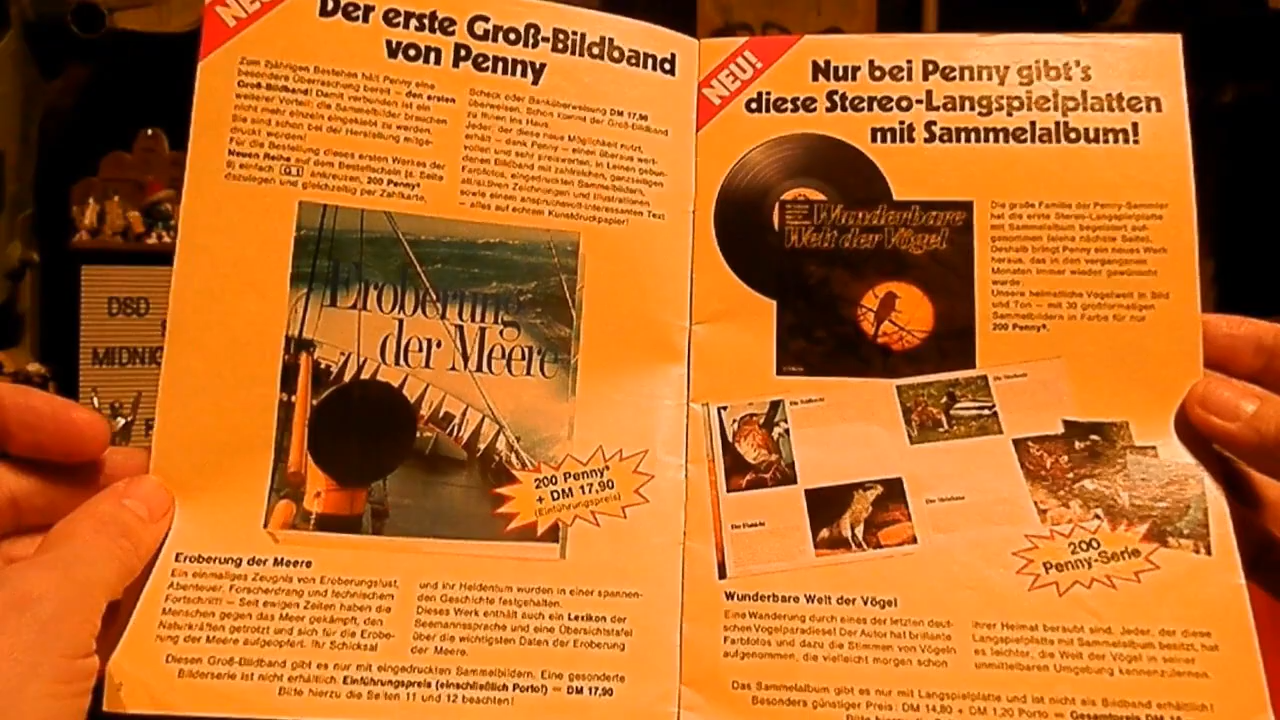 NEU!
Der erste Groß-Bildband
von Penny
Zum 2jährigen Bestehen hält Penny eine
besondere Überraschung bereit – den ersten
Groß-Bildband! Damit verbunden ist ein
weiterer Vorteil: die Sammelbilder brauchen
nicht mehr einzeln eingeklebt zu werden.
Sie sind schon bei der Herstellung mitge-
druckt worden!
Für die Bestellung dieses ersten Werkes der
Neuen Reihe auf dem Bestellschein (s. Seite
9) einfach G 1 ankreuzen, 200 Penny®
dazulegen und gleichzeitig per Zahlkarte,
Scheck oder Banküberweisung DM 17,90
überweisen. Schon kommt der Groß-Bildband
zu Ihnen ins Haus.
Jeder, der diese neue Möglichkeit nutzt,
erhält – dank Penny – einen überaus wert-
vollen und sehr preiswerten, in Leinen gebun-
denen Bildband mit zahlreichen, ganzseitigen
Farbfotos, eingedruckten Sammelbildern,
attraktiven Zeichnungen und Illustrationen
sowie einem anspruchsvoll-interessanten Text
– alles auf echtem Kunstdruckpapier!
Eroberung
der Meere
200 Penny®
+ DM 17,90
(Einführungspreis)
Eroberung der Meere
Ein einmaliges Zeugnis von Eroberungslust,
Abenteuer, Forscherdrang und technischem
Fortschritt – Seit ewigen Zeiten haben die
Menschen gegen das Meer gekämpft, den
Naturkräften getrotzt und sich für die Erobe-
rung der Meere aufgeopfert. Ihr Schicksal
und ihr Heldentum wurden in einer spannen-
den Geschichte festgehalten.
Dieses Werk enthält auch ein Lexikon der
Seemannssprache und eine Übersichtstafel
über die wichtigsten Daten der Eroberung
der Meere.
Diesen Groß-Bildband gibt es nur mit eingedruckten Sammelbildern. Eine gesonderte
Bilderserie ist nicht erhältlich. Einführungspreis (einschließlich Porto!) – DM 17,90
Bitte hierzu die Seiten 11 und 12 beachten!
NEU!
Nur bei Penny gibt's
diese Stereo-Langspielplatten
mit Sammelalbum!
Wunderbare
Welt der Vögel
Die große Familie der Penny-Sammler
hat die erste Stereo-Langspielplatte
mit Sammelalbum begeistert auf-
genommen (siehe nächste Seite).
Deshalb bringt Penny ein neues Werk
heraus, das in den vergangenen
Monaten immer wieder gewünscht
wurde:
Unsere heimatliche Vogelwelt in Bild
und Ton – mit 30 großformatigen
Sammelbildern in Farbe für nur
200 Penny®.
200
Penny-Serie
Wunderbare Welt der Vögel
Eine Wanderung durch eines der letzten deut-
schen Vogelparadiese! Der Autor hat brillante
Farbfotos und dazu die Stimmen von Vögeln
aufgenommen, die vielleicht morgen schon
ihrer Heimat beraubt sind. Jeder, der diese
Langspielplatte mit Sammelalbum besitzt, hat
es leichter, die Welt der Vögel in seiner
unmittelbaren Umgebung kennenzulernen.
Das Sammelalbum gibt es nur mit Langspielplatte und ist nicht als Bildband erhältlich!
Besonders günstiger Preis: DM 14,80 + DM 1,20 Porto = Gesamtpreis DM
Bitte hierzu die Seiten
DSD
MIDNIG